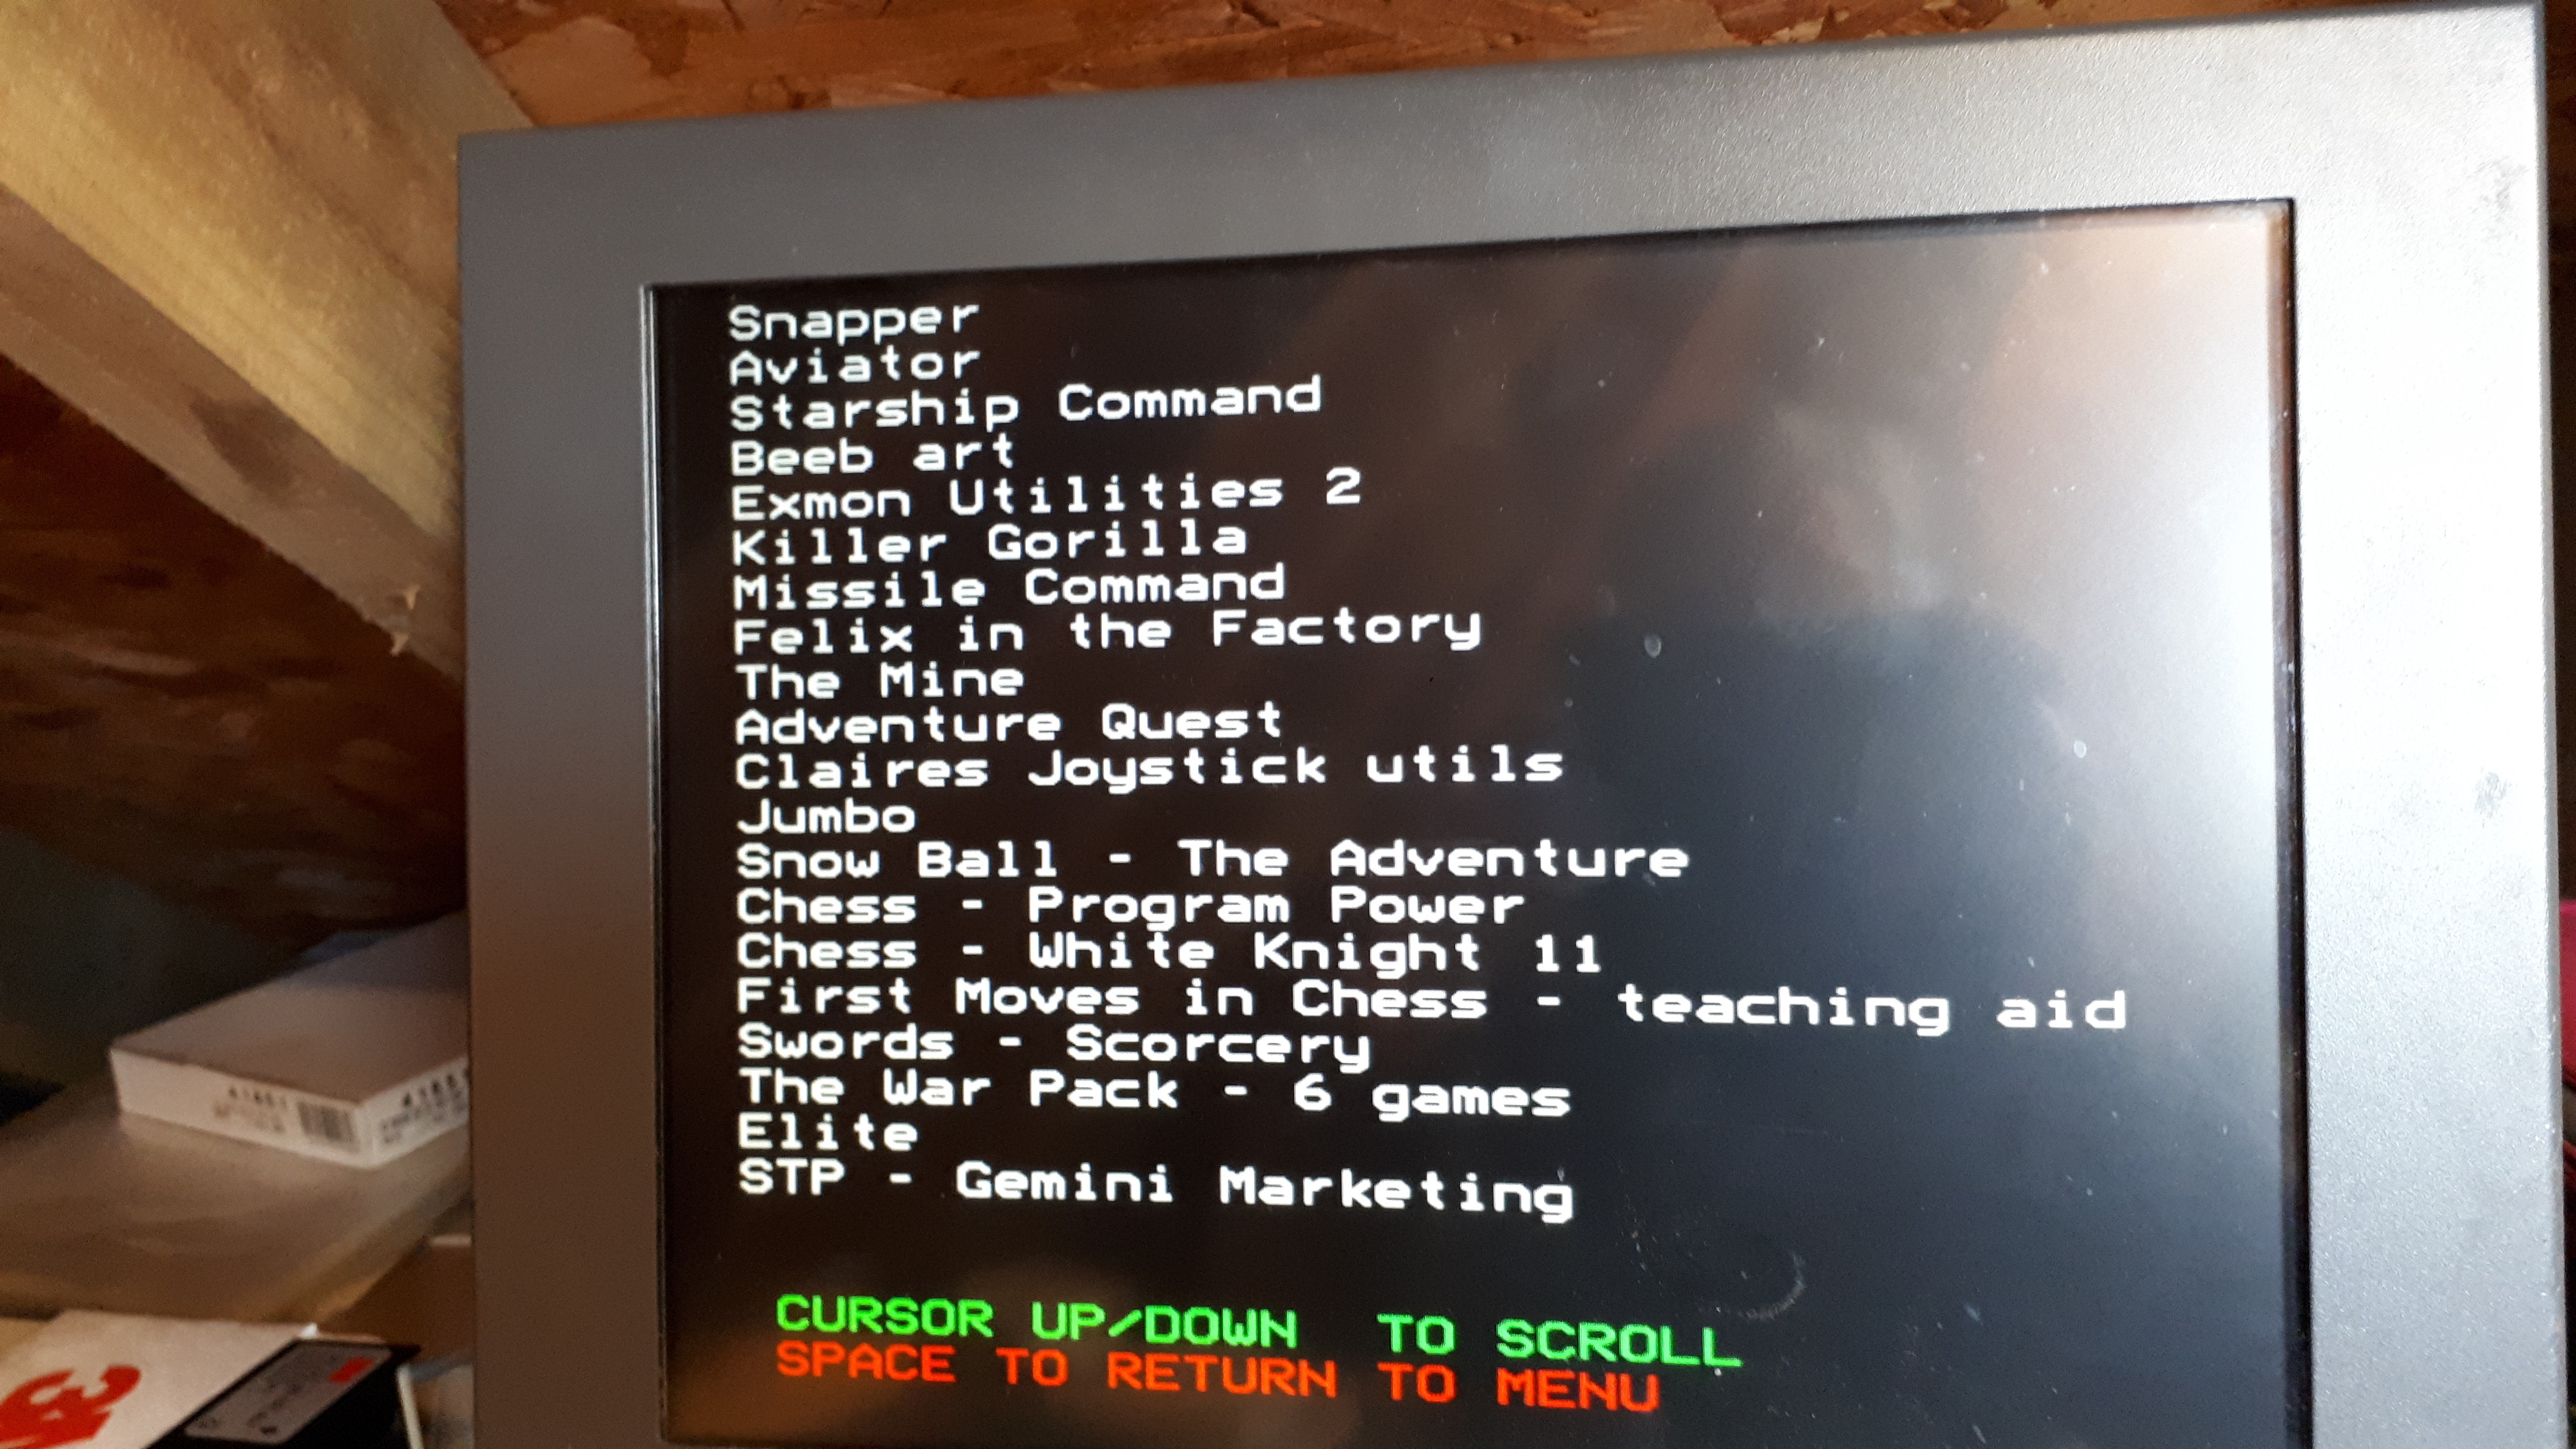 Snapper
Aviator
Starship Command
Beeb art
Exmon Utilities 2
Killer Gorilla
Missile Command
Felix in the Factory
The Mine
Adventure Quest
Claires Joystick utils
Jumbo
Snow Ball - The Adventure
Chess - Program Power
Chess - White Knight 11
First Moves in Chess - teaching aid
Swords - Scorcery
The War Pack - 6 games
Elite
STP - Gemini Marketing
CURSOR UP/DOWN  TO SCROLL
SPACE TO RETURN TO MENU